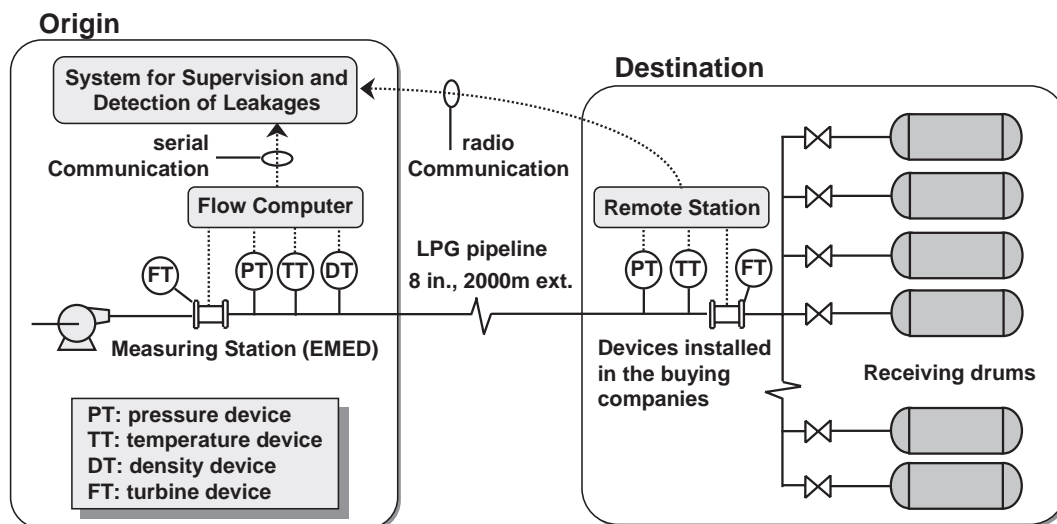 Origin
System for Supervision and
Detection of Leakages
serial
Communication
Flow Computer
FT
PT
TT
DT
Measuring Station (EMED)
PT: pressure device
TT: temperature device
DT: density device
FT: turbine device
radio
Communication
LPG pipeline
8 in., 2000m ext.
Destination
Remote Station
PT
TT
FT
Devices installed
in the buying
companies
Receiving drums